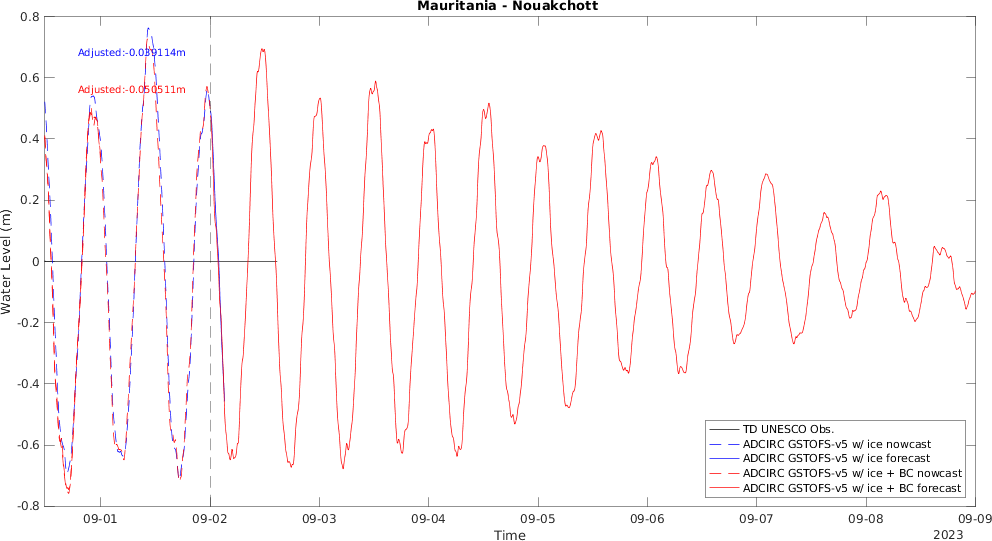 Mauritania - Nouakchott
0.8
0.6
0.4
0.2
0
-0.2
-0.4
-0.6
-0.8
Water Level (m)
Adjusted:-0.039114m
Adjusted:-0.050511m
TD UNESCO Obs.
ADCIRC GSTOFS-v5 w/ ice nowcast
ADCIRC GSTOFS-v5 w/ ice forecast
ADCIRC GSTOFS-v5 w/ ice + BC nowcast
ADCIRC GSTOFS-v5 w/ ice + BC forecast
09-01 09-02 09-03 09-04 09-05 09-06 09-07 09-08 09-09
Time
2023